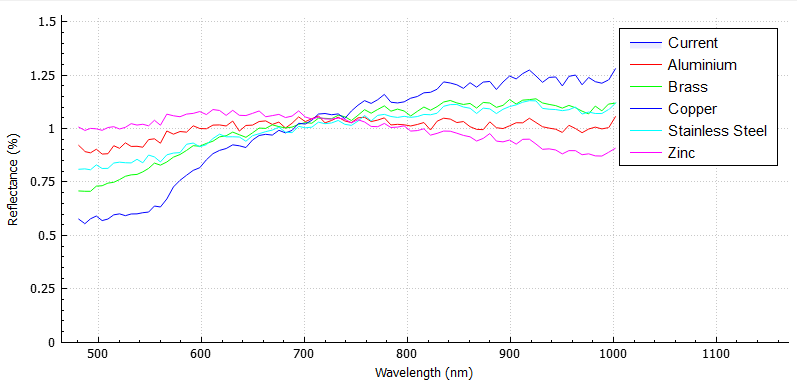 1.5
1.25
1
0.75
0.5
0.25
0
Reflectance (%)
500 600 700 800 900 1000 1100
Wavelength (nm)
Current
Aluminium
Brass
Copper
Stainless Steel
Zinc